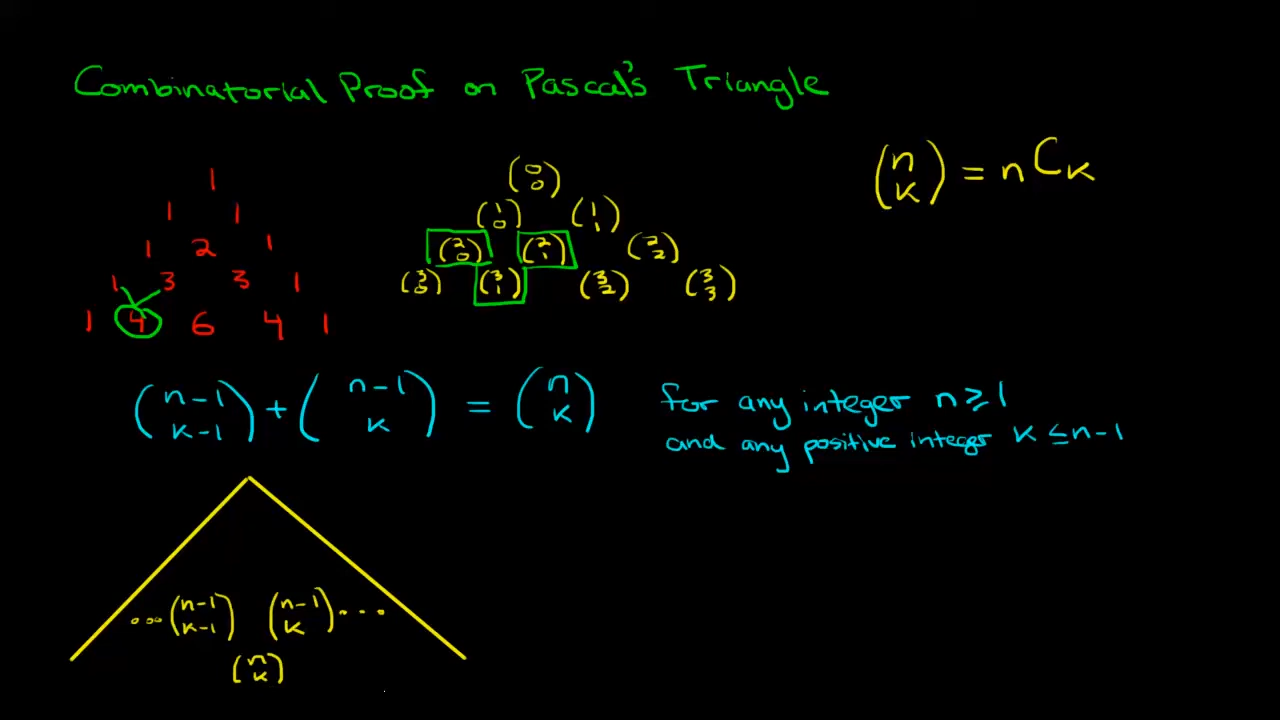 Combinatorial Proof on Pascal's Triangle
1
1 1
1 2 1
1 3 3 1
1 4 6 4 1
(0 0)
(1 0) (1 1)
(2 0) (2 1) (2 2)
(3 0) (3 1) (3 2) (3 3)
(n k) = n C k
(n-1 k-1) + (n-1 k) = (n k)
for any integer n ≥ 1
and any positive integer k ≤ n-1
...(n-1 k-1) (n-1 k)...
(n k)